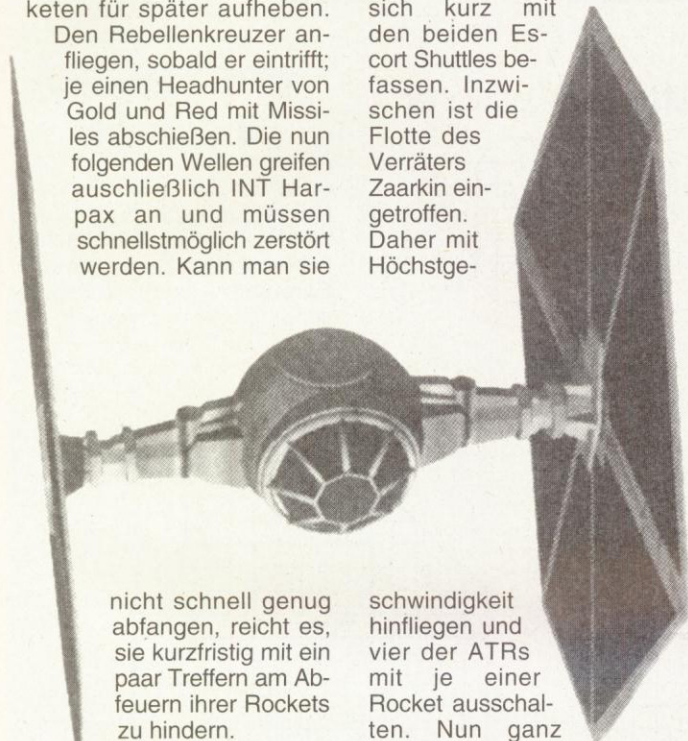 keten für später aufheben.
Den Rebellenkreuzer an-
fliegen, sobald er eintrifft;
je einen Headhunter von
Gold und Red mit Missi-
les abschießen. Die nun
folgenden Wellen greifen
auschließlich INT Har-
pax an und müssen
schnellstmöglich zerstört
werden. Kann man sie
nicht schnell genug
abfangen, reicht es,
sie kurzfristig mit ein
paar Treffern am Ab-
feuern ihrer Rockets
zu hindern.
sich kurz mit
den beiden Es-
cort Shuttles be-
fassen. Inzwi-
schen ist die
Flotte des
Verräters
Zaarkin ein-
getroffen.
Daher mit
Höchstge-
schwindigkeit
hinfliegen und
vier der ATRs
mit je einer
Rocket ausschal-
ten. Nun ganz